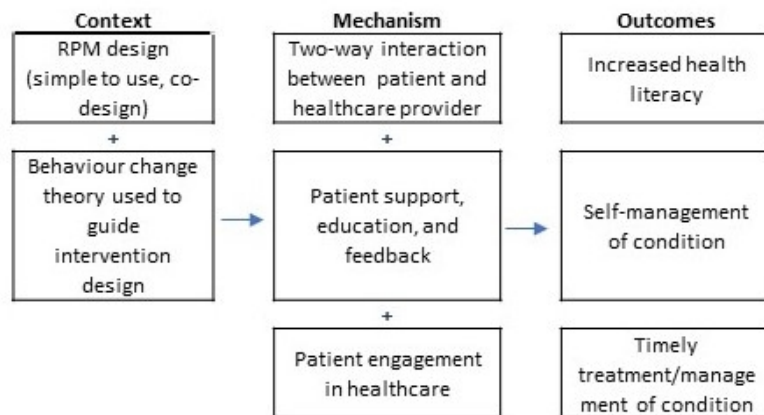 Context
RPM design
(simple to use, co-
design)
+
Behaviour change
theory used to
guide
intervention
design
Mechanism
Two-way interaction
between patient and
healthcare provider
+
Patient support,
education, and
feedback
+
Patient engagement
in healthcare
Outcomes
Increased health
literacy
Self-management
of condition
Timely
treatment/manage
ment of condition